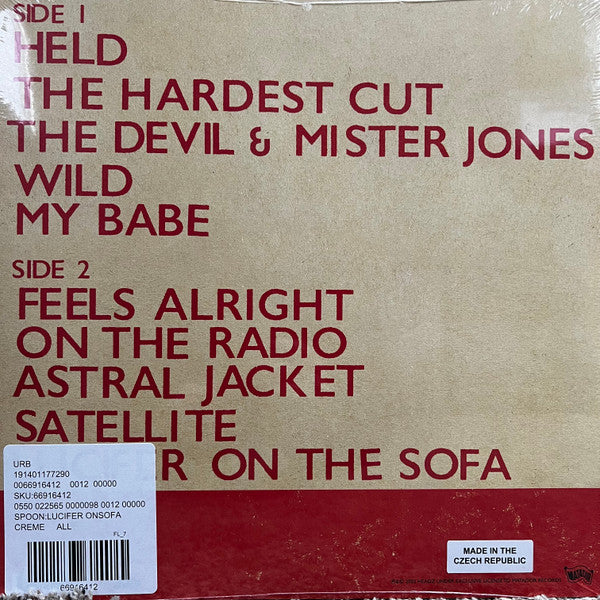 SIDE 1
HELD
THE HARDEST CUT
THE DEVIL & MISTER JONES
WILD
MY BABE
SIDE 2
FEELS ALRIGHT
ON THE RADIO
ASTRAL JACKET
SATELLITE
ON THE SOFA
URB
191401177290
0066916412 0012 00000
SKU:66916412
0550 022565 0000098 0012 00000
SPOON:LUCIFER ONSOFA
CREME ALL
FL_7
66916412
MADE IN THE
CZECH REPUBLIC
MATADOR